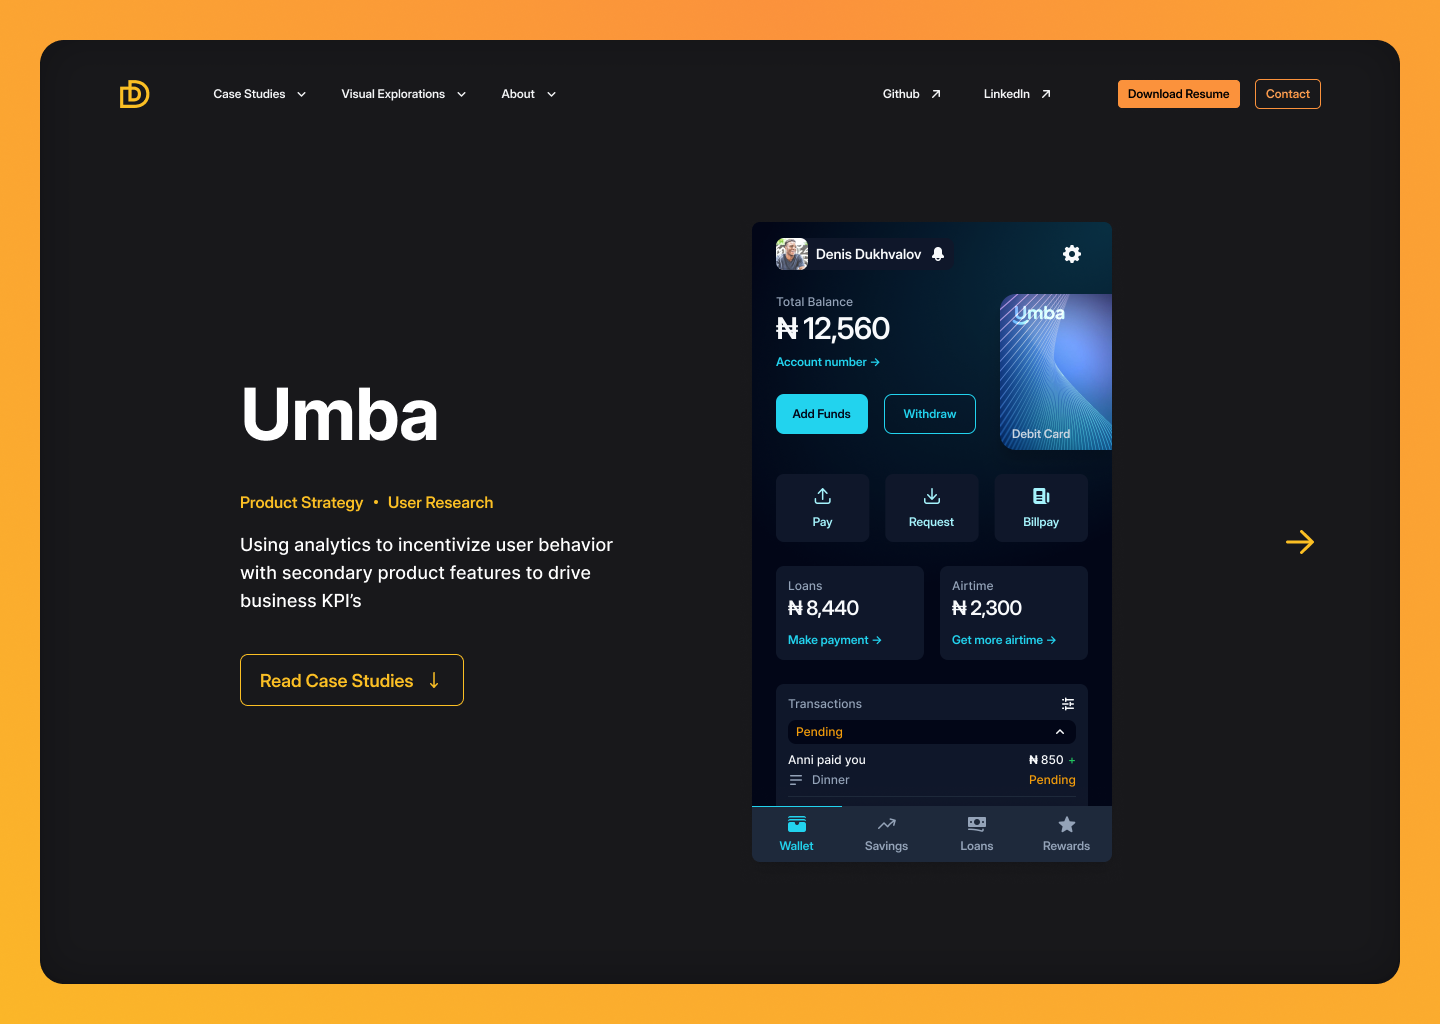 Case Studies
Visual Explorations
About
Github
LinkedIn
Download Resume
Contact
Umba
Product Strategy • User Research
Using analytics to incentivize user behavior
with secondary product features to drive
business KPI's
Read Case Studies
Denis Dukhvalov
Total Balance
₦ 12,560
Account number →
Add Funds
Withdraw
Umba
Debit Card
Pay
Request
Billpay
Loans
₦ 8,440
Make payment →
Airtime
₦ 2,300
Get more airtime →
Transactions
Pending
Anni paid you
₦ 850 +
Dinner
Pending
Wallet
Savings
Loans
Rewards